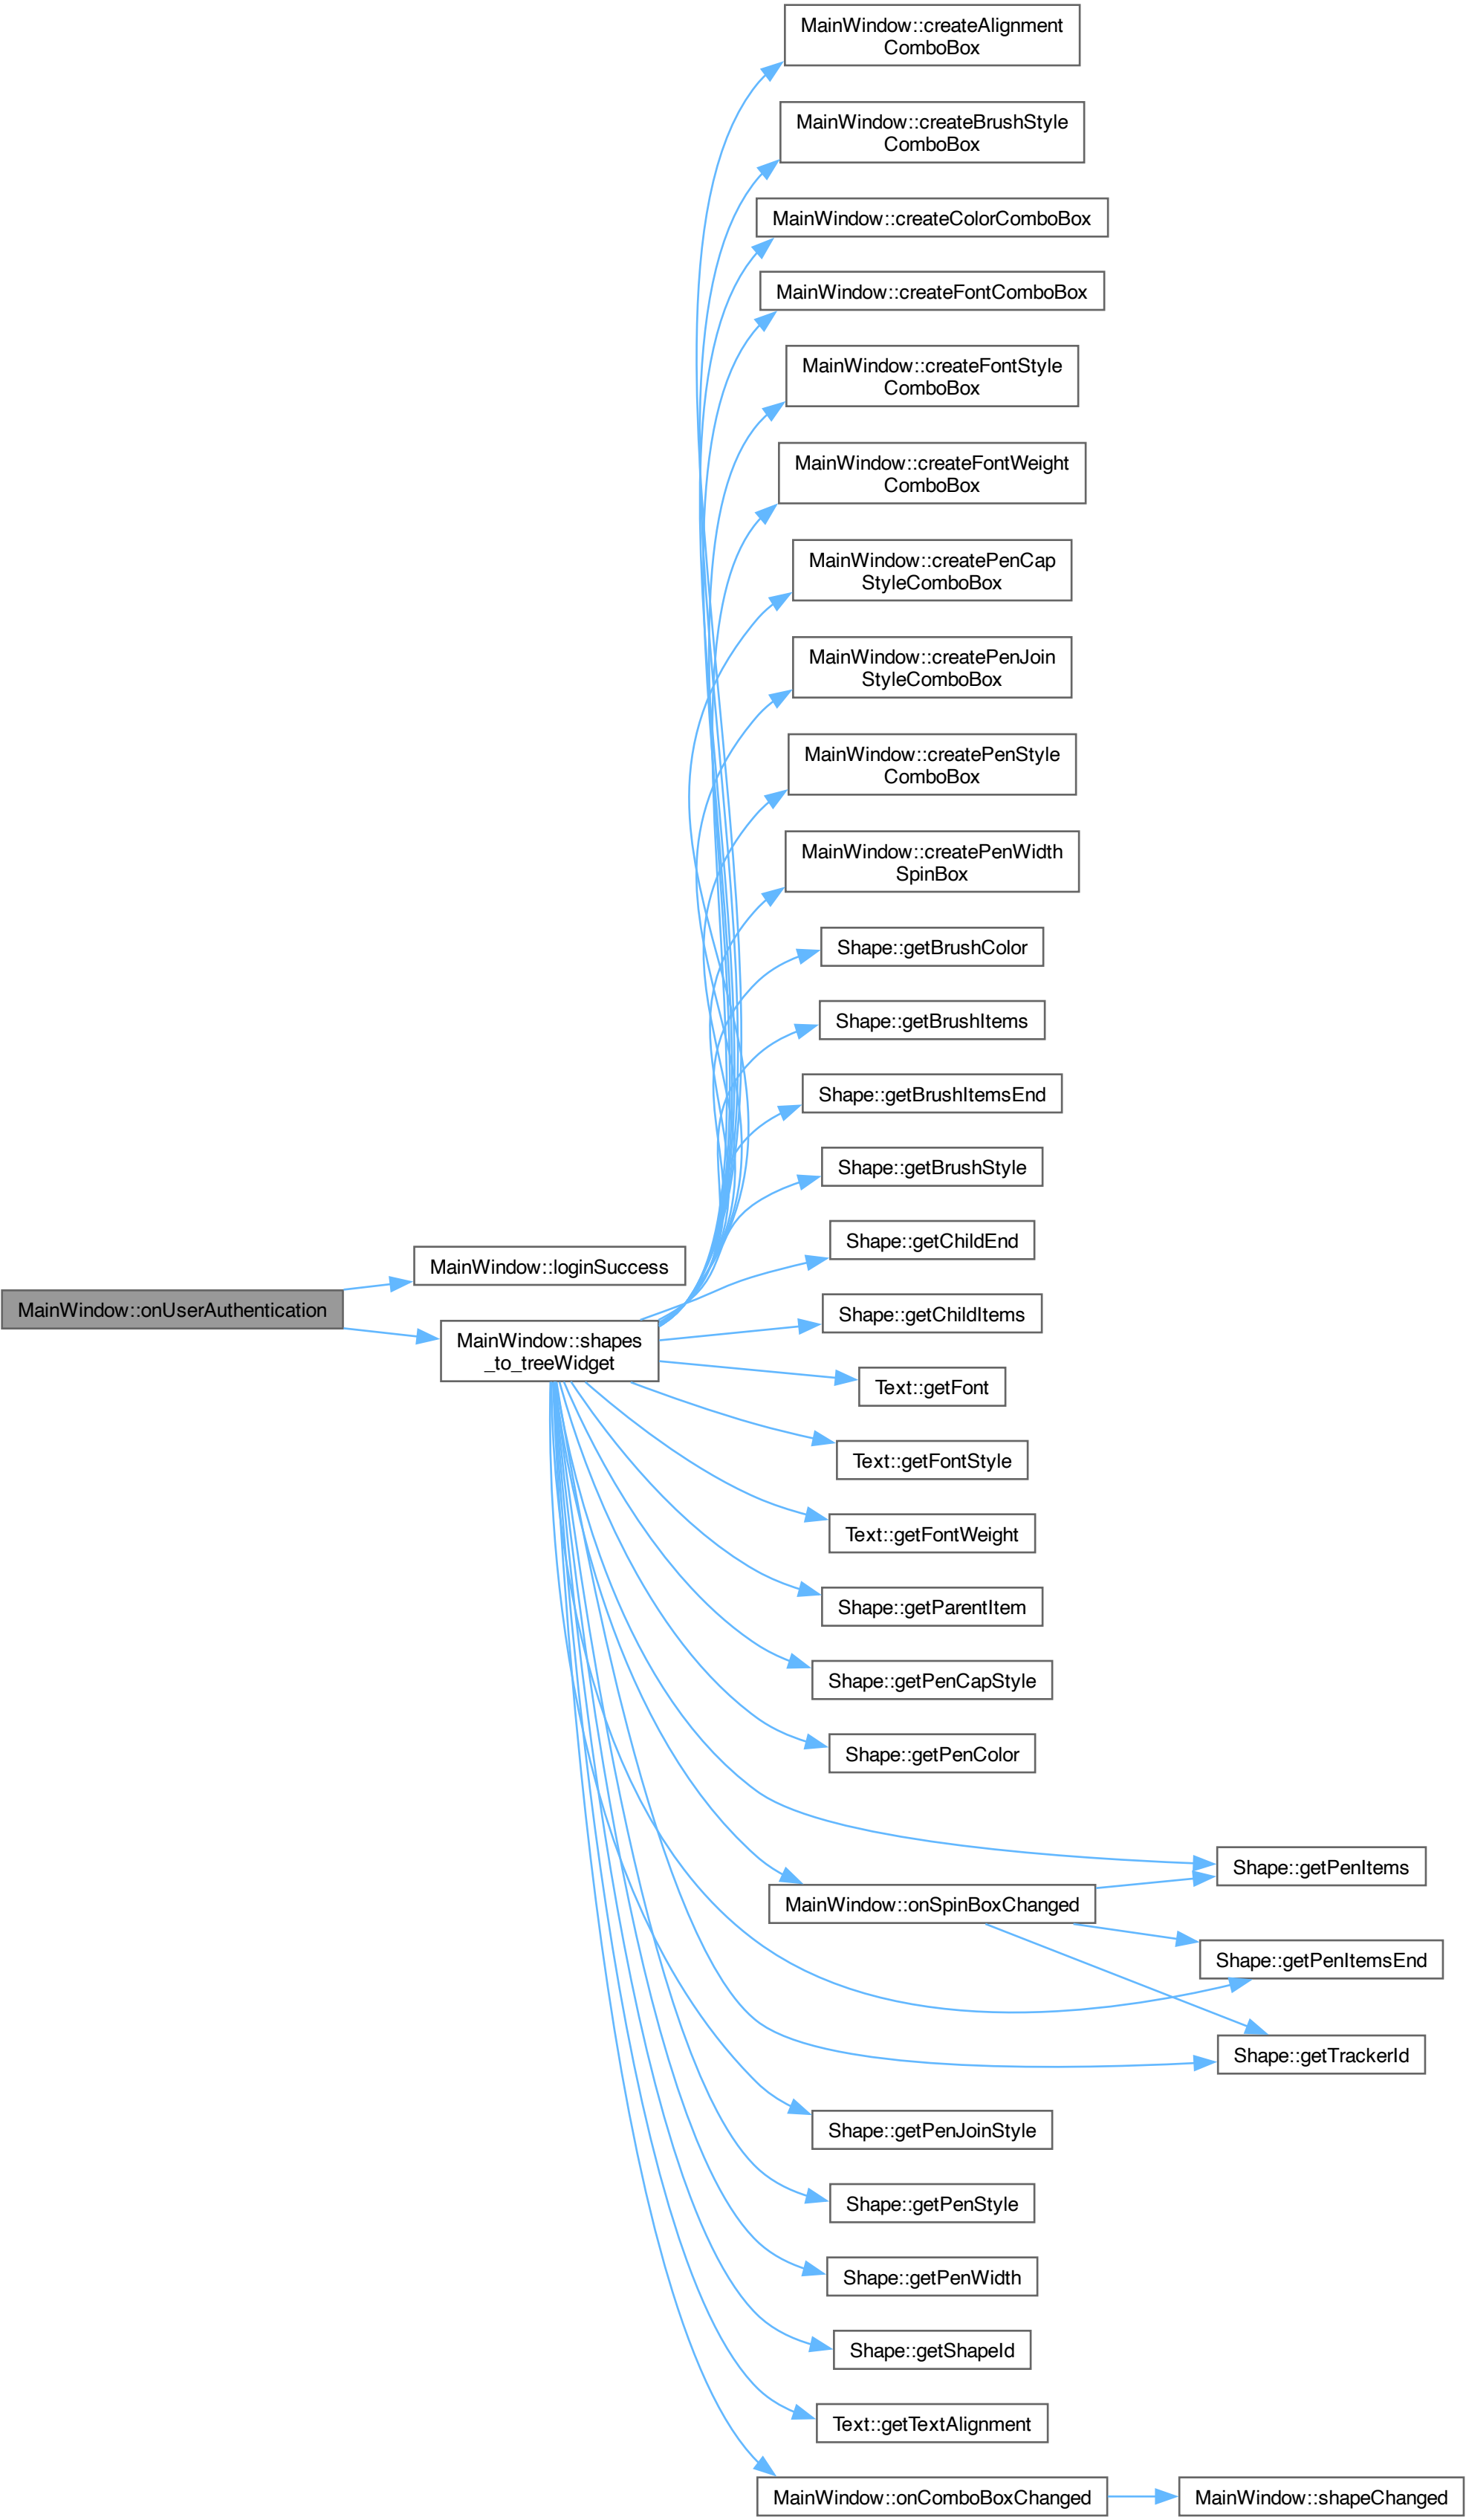 MainWindow::createAlignment
ComboBox
MainWindow::createBrushStyle
ComboBox
MainWindow::createColorComboBox
MainWindow::createFontComboBox
MainWindow::createFontStyle
ComboBox
MainWindow::createFontWeight
ComboBox
MainWindow::createPenCap
StyleComboBox
MainWindow::createPenJoin
StyleComboBox
MainWindow::createPenStyle
ComboBox
MainWindow::createPenWidth
SpinBox
Shape::getBrushColor
Shape::getBrushItems
Shape::getBrushItemsEnd
Shape::getBrushStyle
Shape::getChildEnd
MainWindow::loginSuccess
MainWindow::onUserAuthentication
Shape::getChildItems
MainWindow::shapes
_to_treeWidget
Text::getFont
Text::getFontStyle
Text::getFontWeight
Shape::getParentItem
Shape::getPenCapStyle
Shape::getPenColor
Shape::getPenItems
MainWindow::onSpinBoxChanged
Shape::getPenItemsEnd
Shape::getTrackerId
Shape::getPenJoinStyle
Shape::getPenStyle
Shape::getPenWidth
Shape::getShapeId
Text::getTextAlignment
MainWindow::onComboBoxChanged
MainWindow::shapeChanged